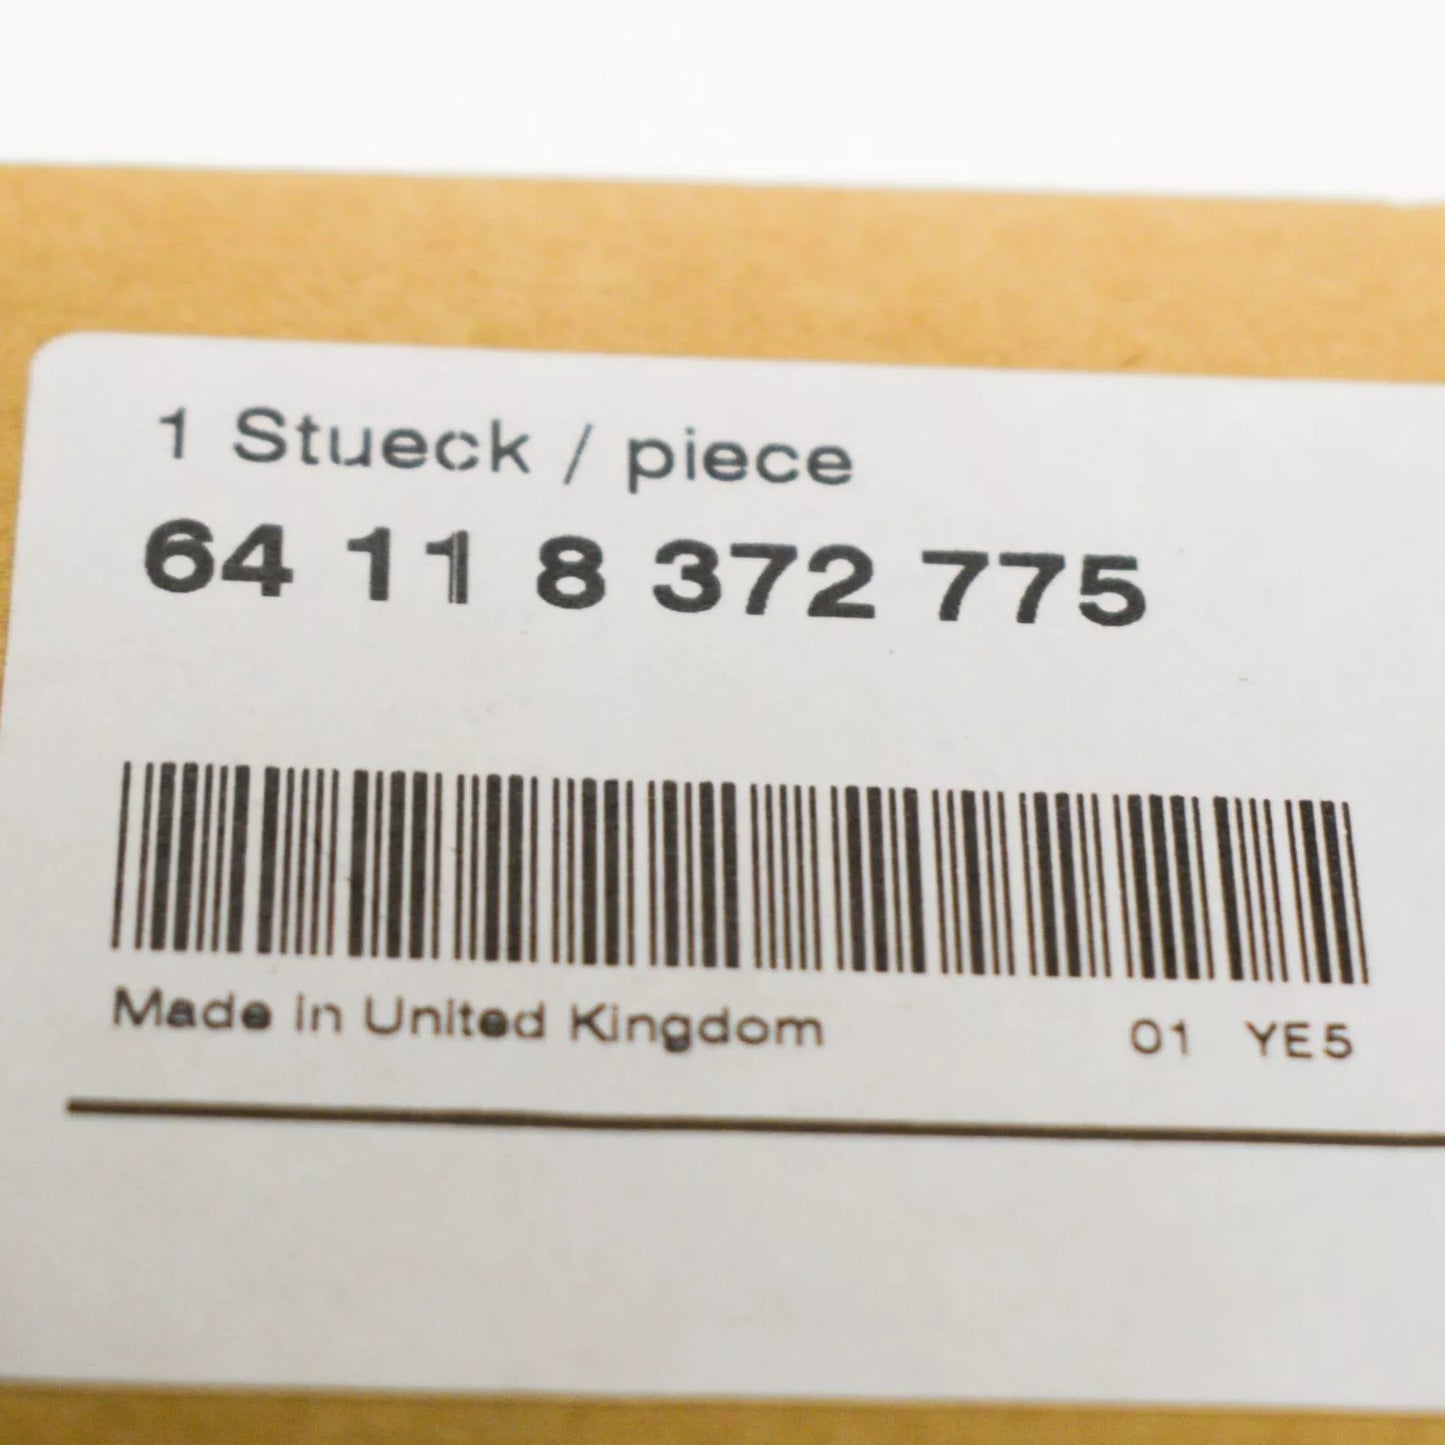 1 Stueck / piece
64 11 8 372 775
Made in United Kingdom 01 YE5